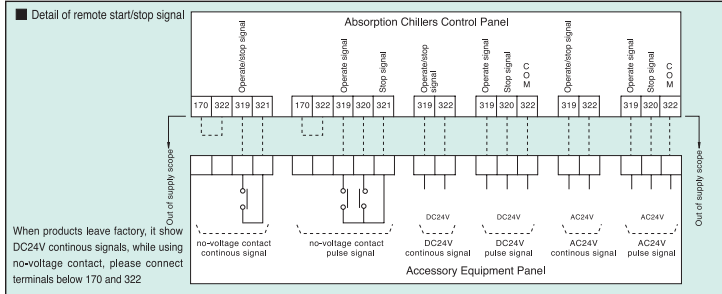 ■ Detail of remote start/stop signal
Absorption Chillers Control Panel
Operate/stop signal
Operate signal
Stop signal
Operate/stop
signal
Operate signal
Stop signal
COM
Operate/stop signal
Operate signal
Stop signal
COM
170 322 319 321
170 322 319 320 321
319 322
319 320 322
319 322
319 320 322
Out of supply scope
Out of supply scope
DC24V
DC24V
AC24V
AC24V
no-voltage contact
continous signal
no-voltage contact
pulse signal
DC24V
continous signal
DC24V
pulse signal
AC24V
continous signal
AC24V
pulse signal
Accessory Equipment Panel
When products leave factory, it show
DC24V continous signals, while using
no-voltage contact, please connect
terminals below 170 and 322